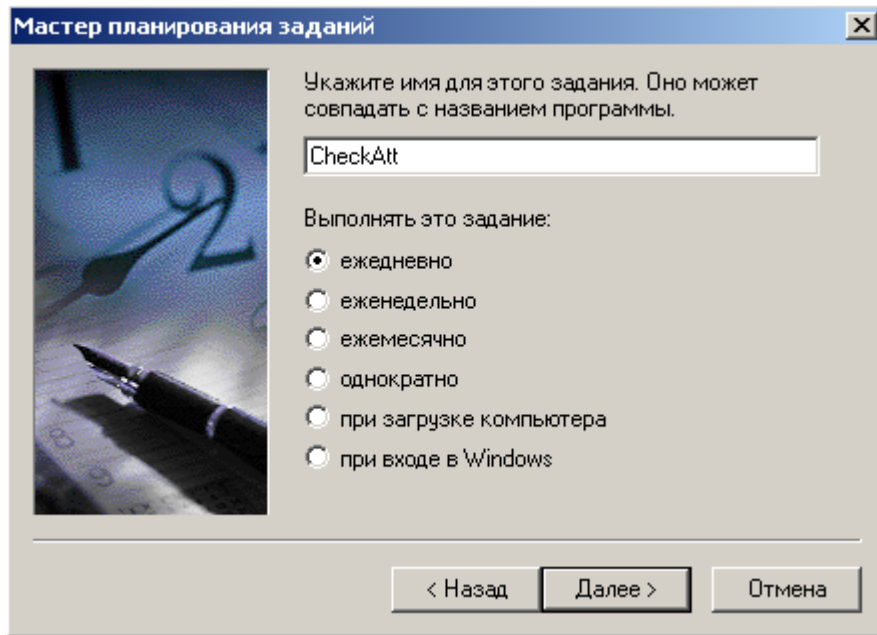 Мастер планирования заданий
Укажите имя для этого задания. Оно может
совпадать с названием программы.
CheckAtt
Выполнять это задание:
ежедневно
еженедельно
ежемесячно
однократно
при загрузке компьютера
при входе в Windows
< Назад
Далее >
Отмена